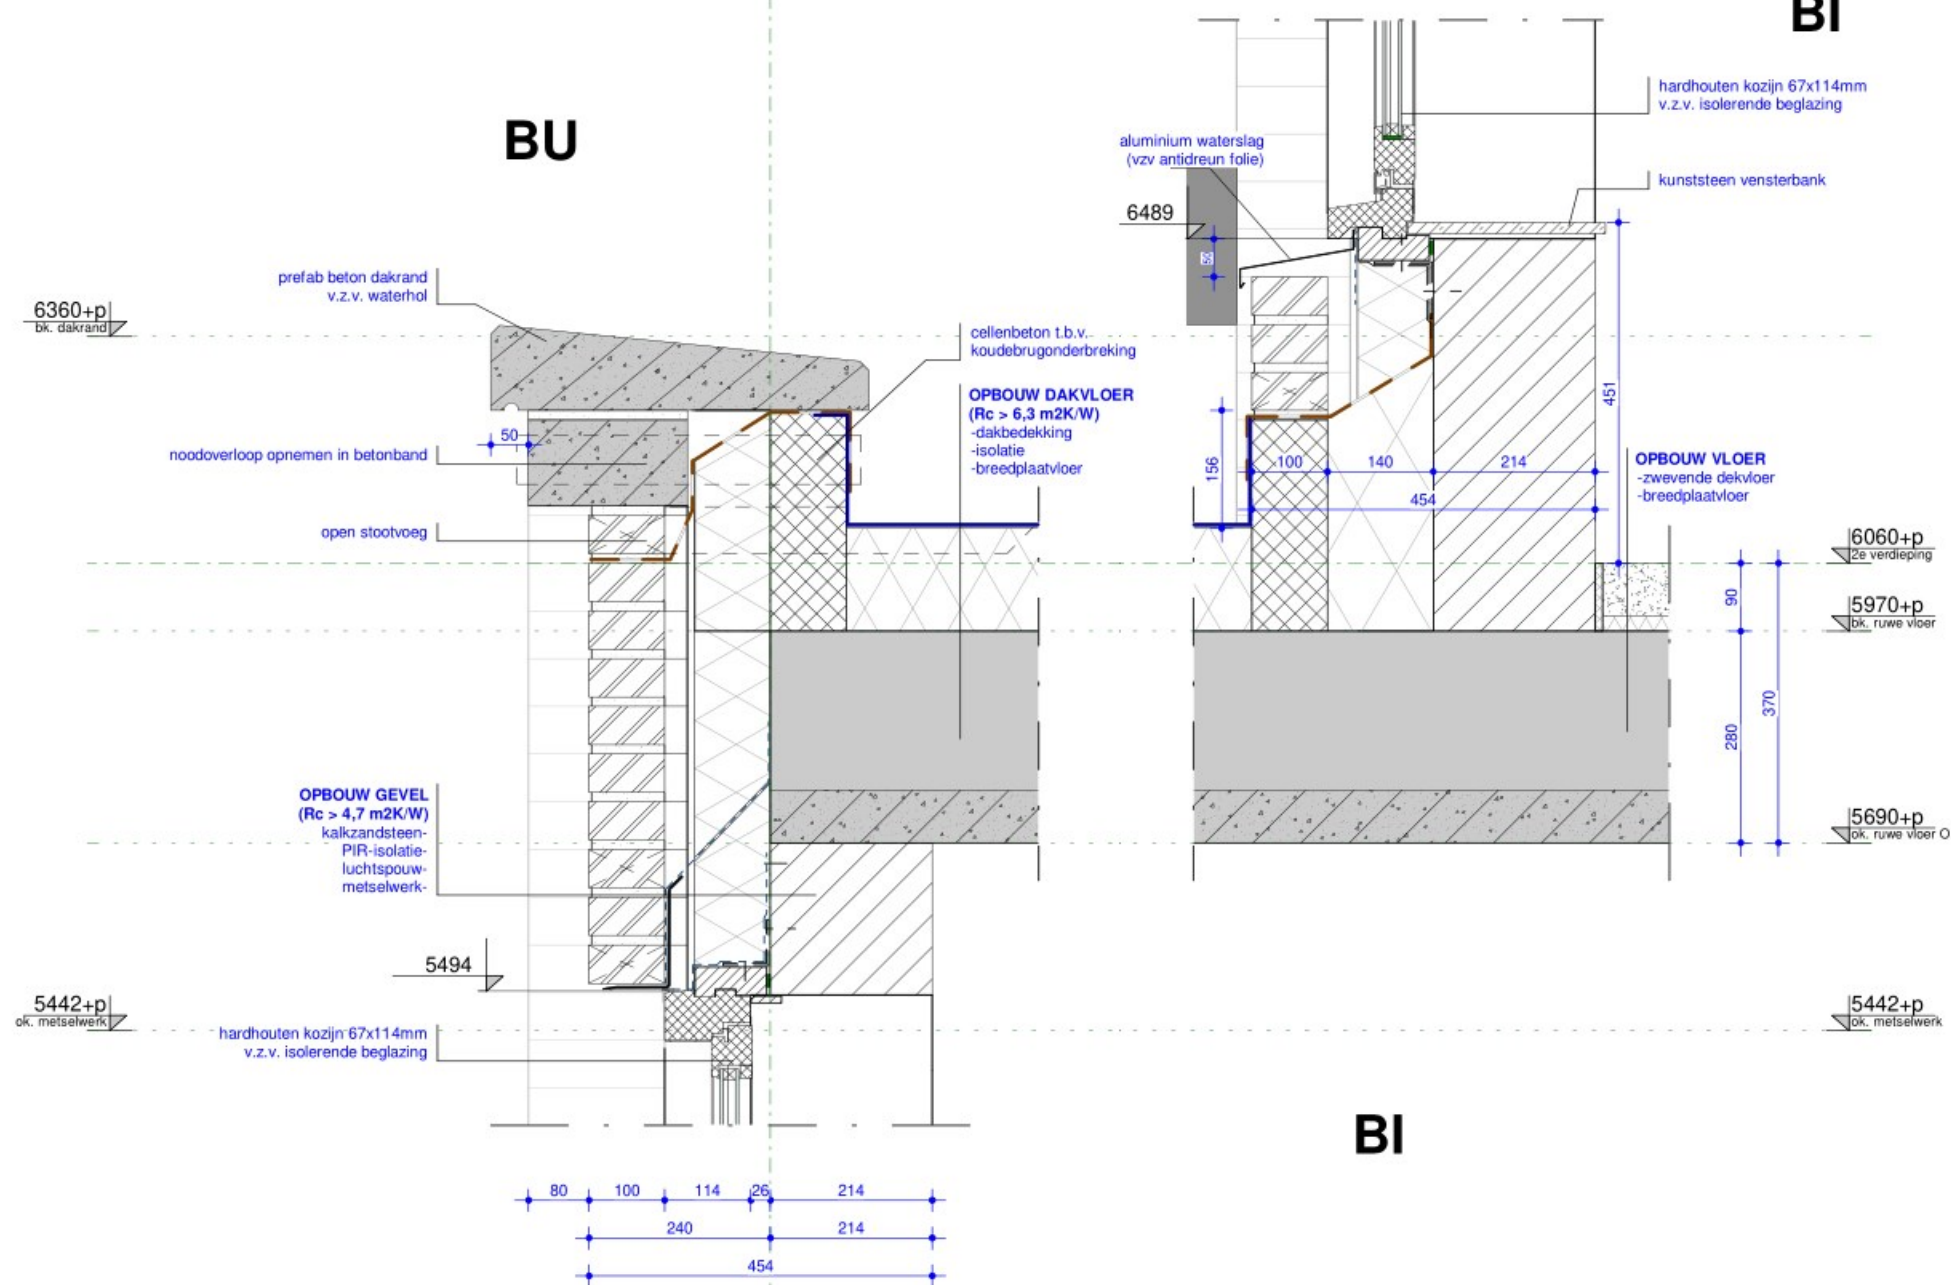 BI
BU
hardhouten kozijn 67x114mm
v.z.v. isolerende beglazing
aluminium waterslag
(vzv antidreun folie)
kunststeen vensterbank
6489
50
prefab beton dakrand
v.z.v. waterhol
6360+p
bk. dakrand
cellenbeton t.b.v.
koudebrugonderbreking
OPBOUW DAKVLOER
(Rc > 6,3 m2K/W)
-dakbedekking
-isolatie
-breedplaatvloer
451
50
noodoverloop opnemen in betonband
156
100
140
214
454
OPBOUW VLOER
-zwevende dekvloer
-breedplaatvloer
open stootvoeg
6060+p
2e verdieping
90
5970+p
bk. ruwe vloer
280
370
OPBOUW GEVEL
(Rc > 4,7 m2K/W)
kalkzandsteen-
PIR-isolatie-
luchtspouw-
metselwerk-
5690+p
ok. ruwe vloer O
5494
5442+p
ok. metselwerk
5442+p
ok. metselwerk
hardhouten kozijn 67x114mm
v.z.v. isolerende beglazing
BI
80
100
114
26
214
240
214
454